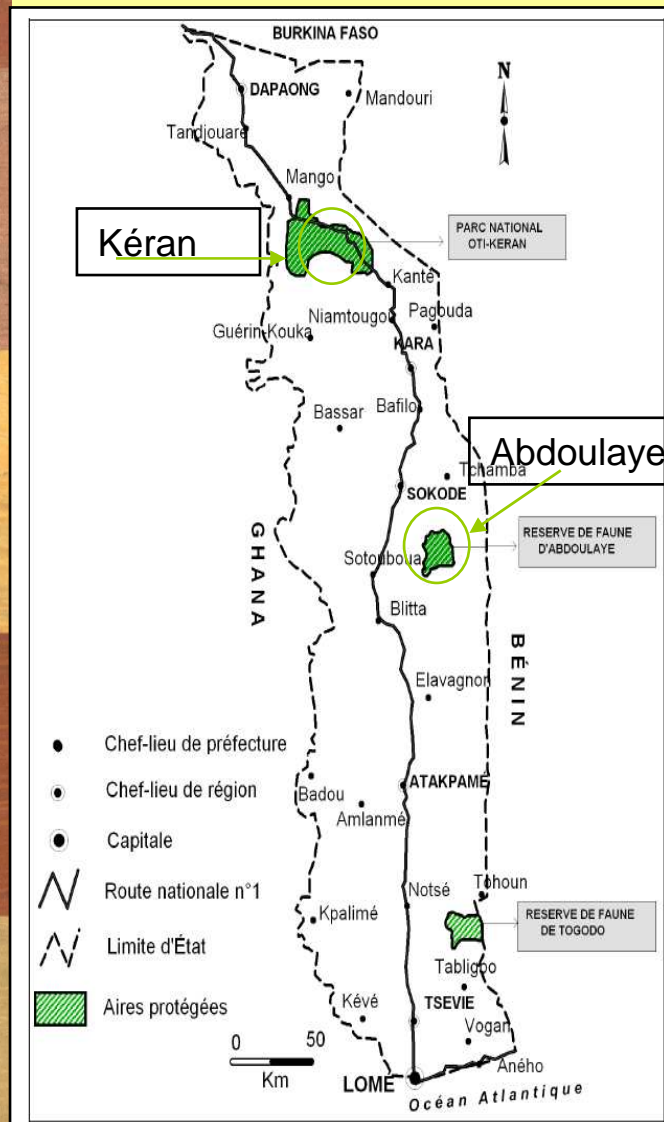 BURKINA FASO
N
DAPAONG
Mandouri
Tandjouare
Mango
Kéran
PARC NATIONAL
OTI-KERAN
Kanté
Niamtougou
Pagouda
Guérin-Kouka
KARA
Bafilo
Bassar
Abdoulaye
Tchamba
SOKODE
GHANA
RESERVE DE FAUNE
D'ABDOULAYE
Sotouboua
Blitta
BÉNIN
Elavagnon
Chef-lieu de préfecture
Chef-lieu de région
Capitale
Route nationale n°1
Limite d'État
Aires protégées
Badou
ATAKPAMÉ
Amlanmé
Notsé
Tohoun
Kpalimé
RESERVE DE FAUNE
DE TOGODO
Tabligbo
Kévé
TSEVIE
Vogan
0 50
Km
LOME
Aného
Océan Atlantique